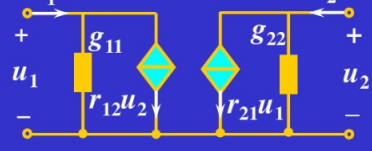 + g₁₁ g₂₂ +
u₁ u₂
r₁₂u₂ r₂₁u₁
− −